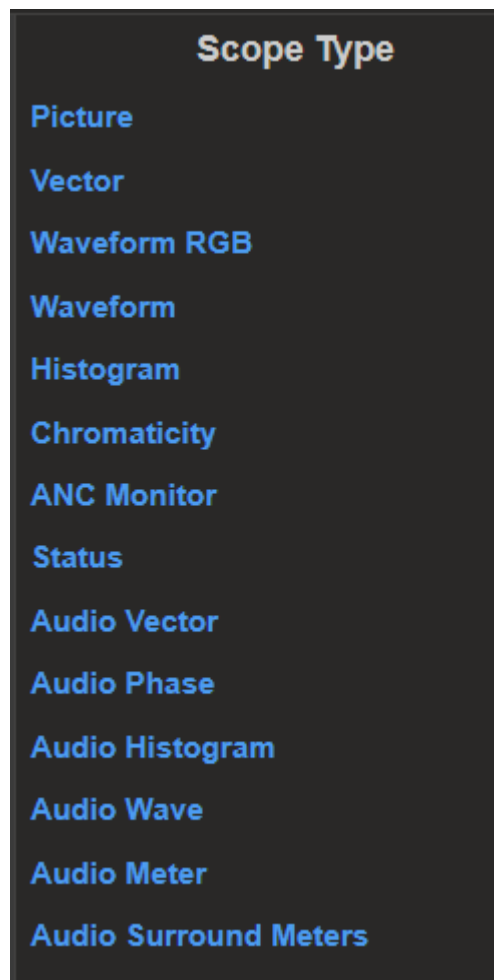 Scope Type
Picture
Vector
Waveform RGB
Waveform
Histogram
Chromaticity
ANC Monitor
Status
Audio Vector
Audio Phase
Audio Histogram
Audio Wave
Audio Meter
Audio Surround Meters